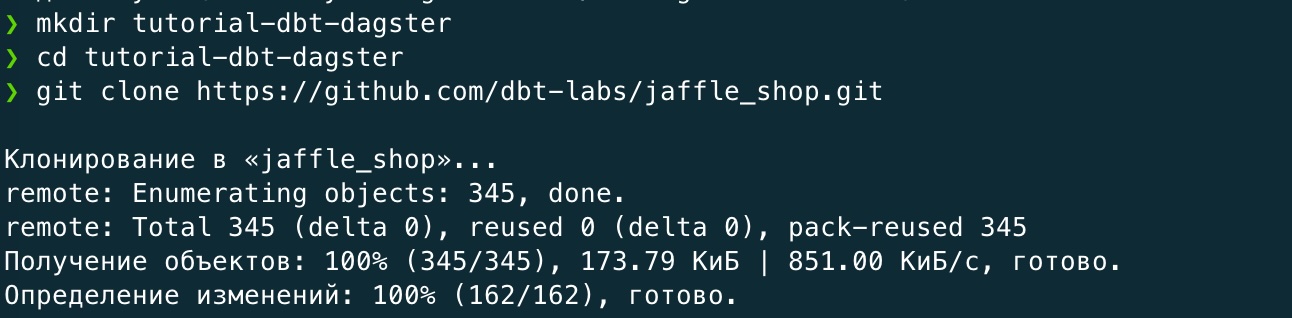 ❯ mkdir tutorial-dbt-dagster
❯ cd tutorial-dbt-dagster
❯ git clone https://github.com/dbt-labs/jaffle_shop.git
Клонирование в «jaffle_shop»...
remote: Enumerating objects: 345, done.
remote: Total 345 (delta 0), reused 0 (delta 0), pack-reused 345
Получение объектов: 100% (345/345), 173.79 КиБ | 851.00 КиБ/с, готово.
Определение изменений: 100% (162/162), готово.